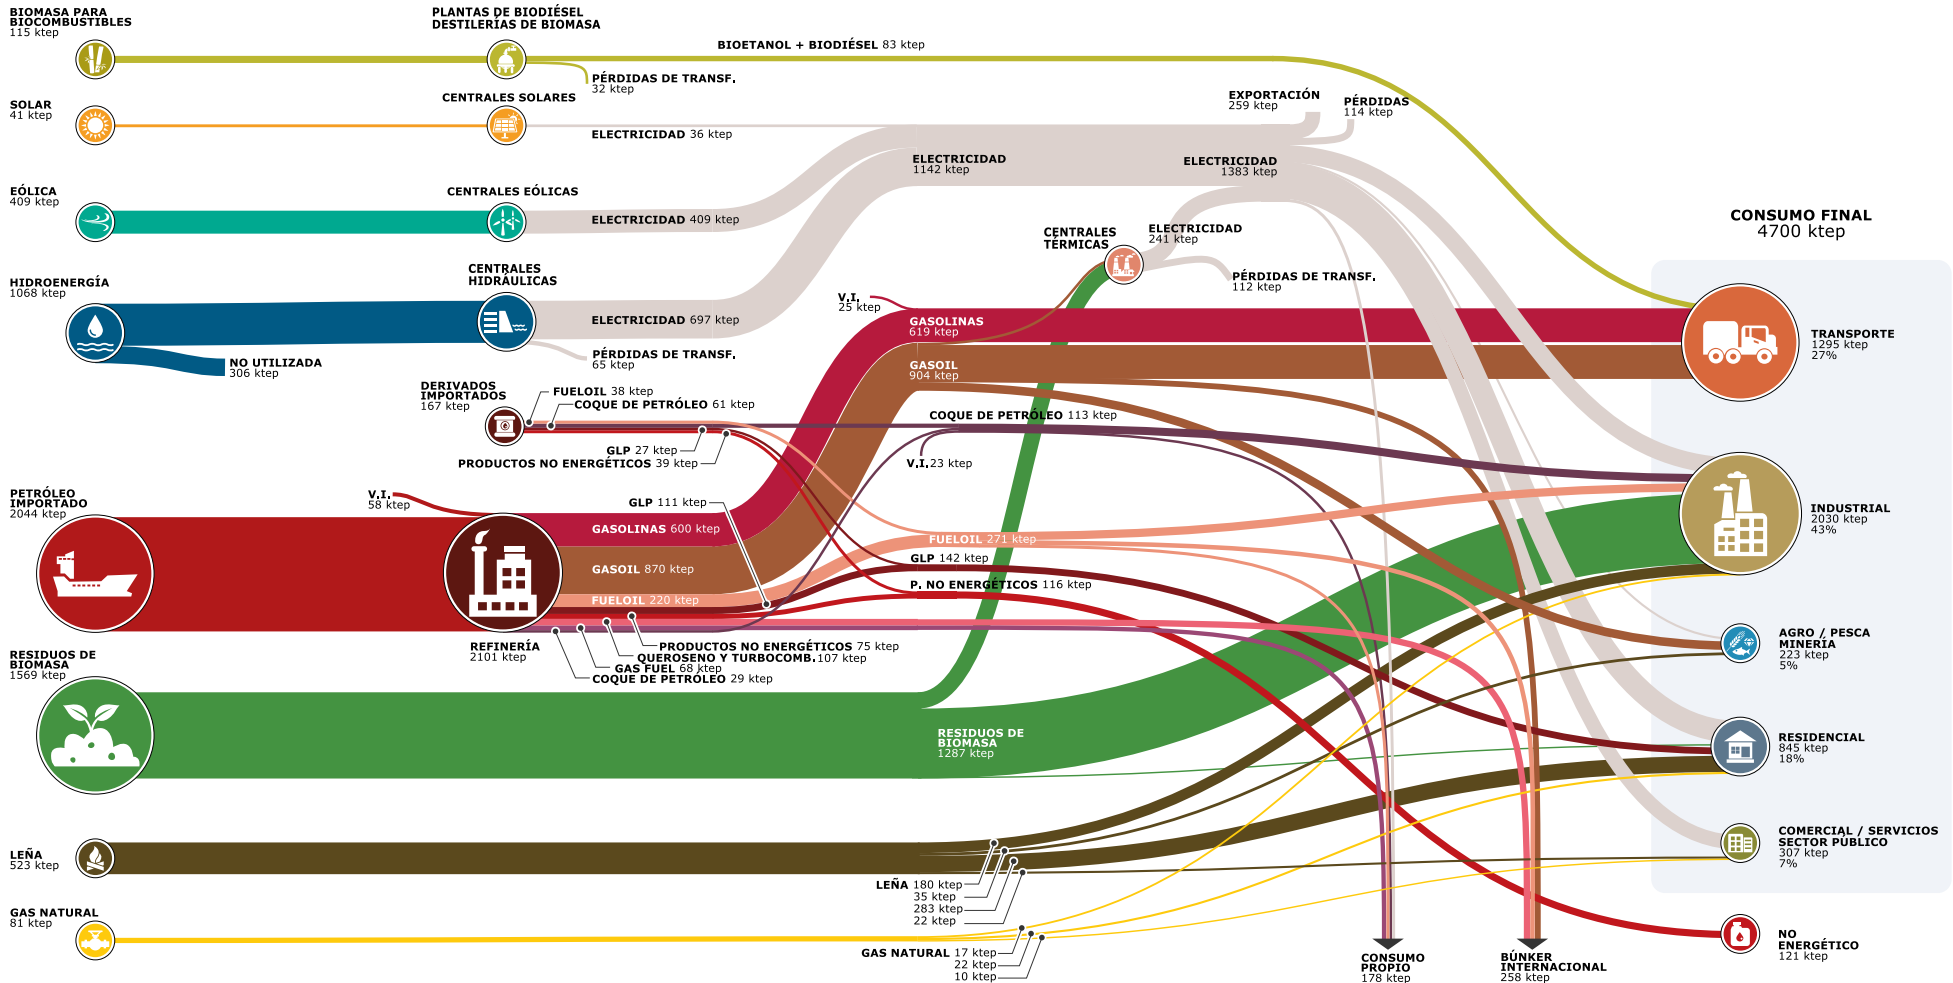 BIOMASA PARA
BIOCOMBUSTIBLES
115 ktep
PLANTAS DE BIODIÉSEL
DESTILERÍAS DE BIOMASA
BIOETANOL + BIODIÉSEL 83 ktep
PÉRDIDAS DE TRANSF.
32 ktep
SOLAR
41 ktep
CENTRALES SOLARES
ELECTRICIDAD 36 ktep
EXPORTACIÓN
259 ktep
PÉRDIDAS
114 ktep
ELECTRICIDAD
1142 ktep
ELECTRICIDAD
1383 ktep
EÓLICA
409 ktep
CENTRALES EÓLICAS
ELECTRICIDAD 409 ktep
CONSUMO FINAL
4700 ktep
CENTRALES
TÉRMICAS
ELECTRICIDAD
241 ktep
PÉRDIDAS DE TRANSF.
112 ktep
HIDROENERGÍA
1068 ktep
CENTRALES
HIDRÁULICAS
ELECTRICIDAD 697 ktep
PÉRDIDAS DE TRANSF.
65 ktep
NO UTILIZADA
306 ktep
V.I.
25 ktep
GASOLINAS
619 ktep
GASOIL
904 ktep
TRANSPORTE
1295 ktep
27%
DERIVADOS
IMPORTADOS
167 ktep
FUELOIL 38 ktep
COQUE DE PETRÓLEO 61 ktep
GLP 27 ktep
PRODUCTOS NO ENERGÉTICOS 39 ktep
COQUE DE PETRÓLEO 113 ktep
V.I. 23 ktep
PETRÓLEO
IMPORTADO
2044 ktep
V.I.
58 ktep
GLP 111 ktep
GASOLINAS 600 ktep
GASOIL 870 ktep
FUELOIL 220 ktep
FUELOIL 271 ktep
GLP 142 ktep
P. NO ENERGÉTICOS 116 ktep
INDUSTRIAL
2030 ktep
43%
REFINERÍA
2101 ktep
PRODUCTOS NO ENERGÉTICOS 75 ktep
QUEROSENO Y TURBOCOMB. 107 ktep
GAS FUEL 68 ktep
COQUE DE PETRÓLEO 29 ktep
AGRO / PESCA
MINERÍA
223 ktep
5%
RESIDUOS DE
BIOMASA
1569 ktep
RESIDUOS DE
BIOMASA
1287 ktep
RESIDENCIAL
845 ktep
18%
COMERCIAL / SERVICIOS
SECTOR PÚBLICO
307 ktep
7%
LEÑA
523 ktep
LEÑA 180 ktep
35 ktep
283 ktep
22 ktep
GAS NATURAL
81 ktep
GAS NATURAL 17 ktep
22 ktep
10 ktep
CONSUMO
PROPIO
178 ktep
BÚNKER
INTERNACIONAL
258 ktep
NO
ENERGÉTICO
121 ktep